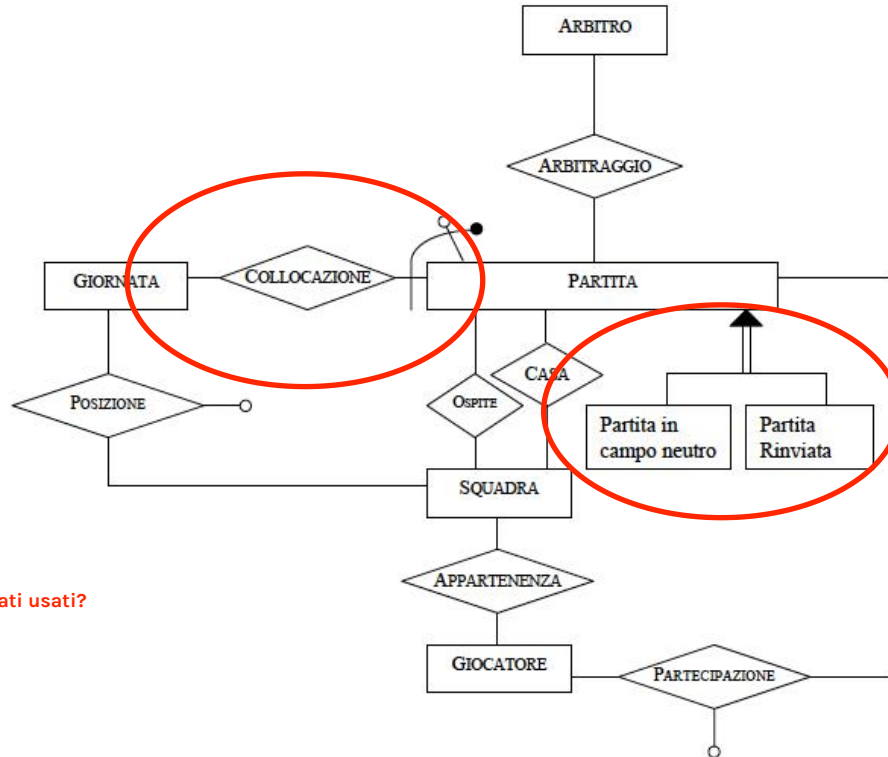 ARBITRO
ARBITRAGGIO
GIORNATA
COLLOCAZIONE
PARTITA
POSIZIONE
OSPITE
CASA
Partita in
campo neutro
Partita
Rinviata
SQUADRA
ati usati?
APPARTENENZA
GIOCATORE
PARTECIPAZIONE